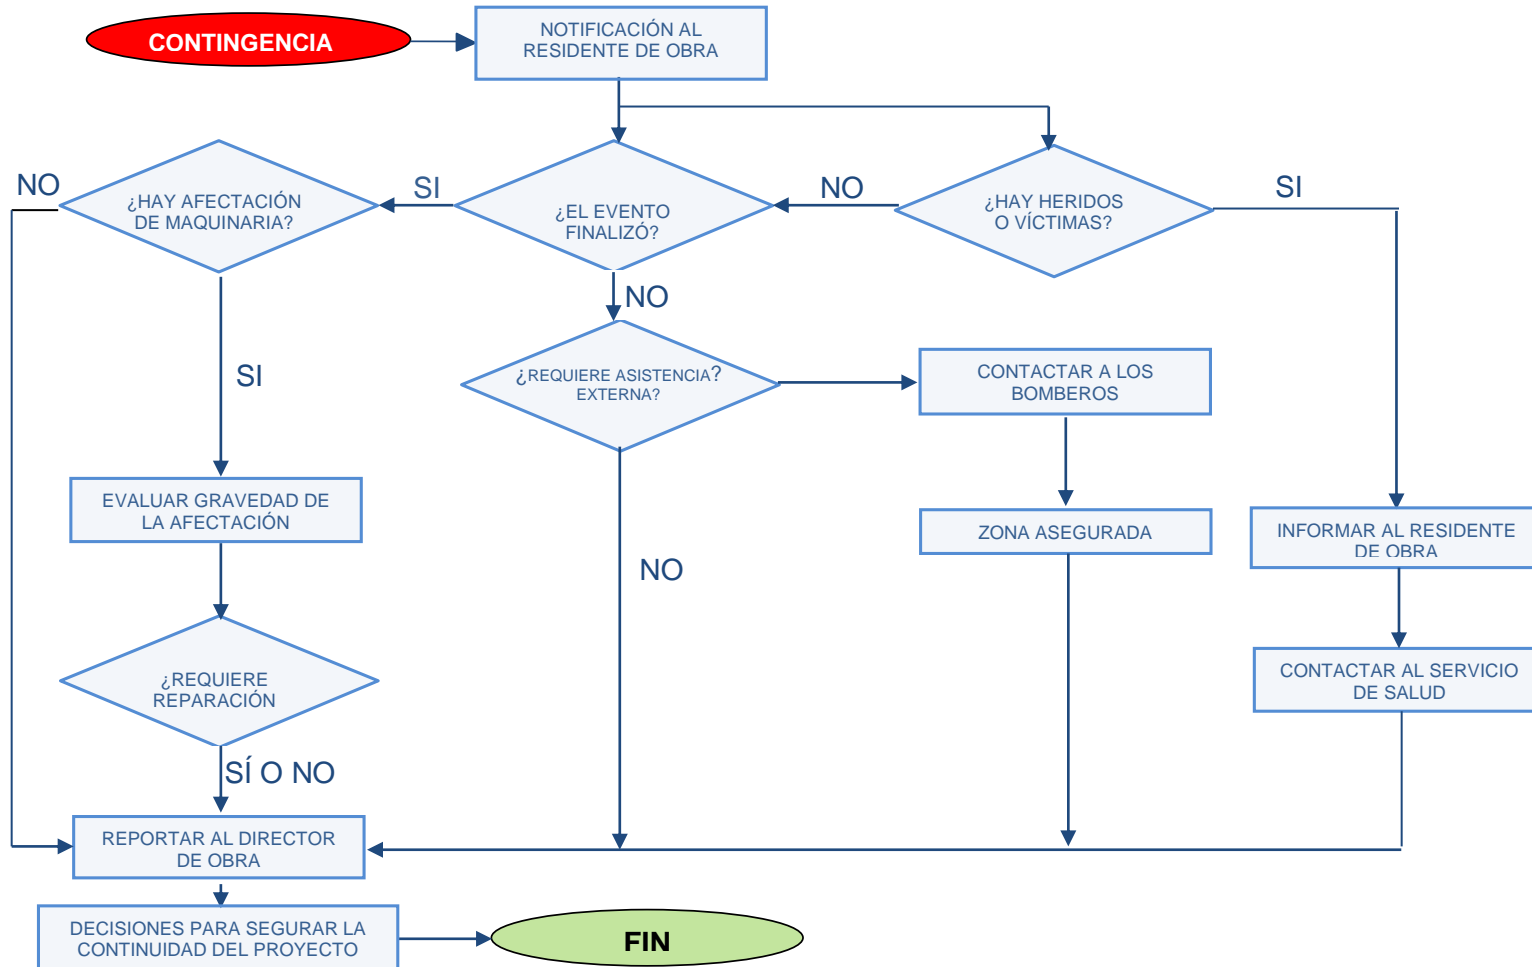 CONTINGENCIA
NOTIFICACIÓN AL
RESIDENTE DE OBRA
NO
¿HAY AFECTACIÓN
DE MAQUINARIA?
SI
¿EL EVENTO
FINALIZÓ?
NO
¿HAY HERIDOS
O VÍCTIMAS?
SI
NO
SI
¿REQUIERE ASISTENCIA?
EXTERNA?
CONTACTAR A LOS
BOMBEROS
EVALUAR GRAVEDAD DE
LA AFECTACIÓN
NO
ZONA ASEGURADA
INFORMAR AL RESIDENTE
DE OBRA
¿REQUIERE
REPARACIÓN
CONTACTAR AL SERVICIO
DE SALUD
SÍ O NO
REPORTAR AL DIRECTOR
DE OBRA
DECISIONES PARA SEGURAR LA
CONTINUIDAD DEL PROYECTO
FIN